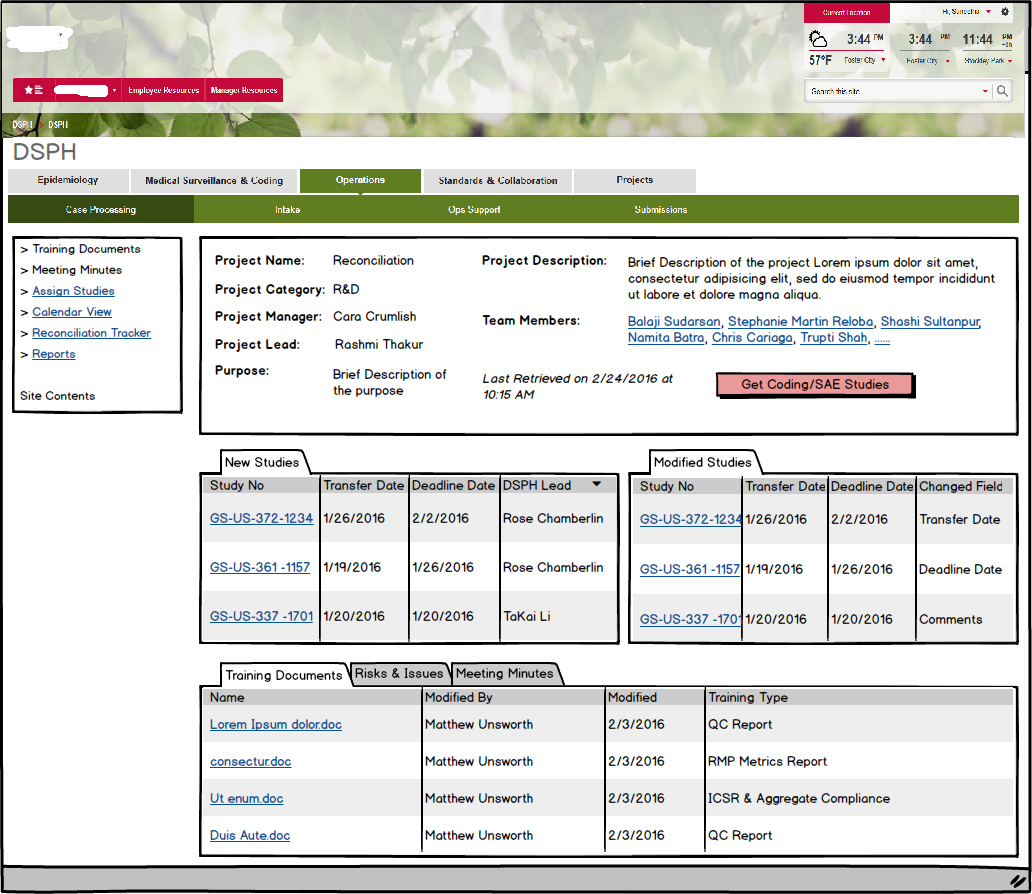 Current Location
Hi, Sunsetha
3:44 PM
3:44 PM
11:44 PM
+8h
57°F Foster City
Foster City
Stockley Park
Employee Resources Manager Resources
Search this site
DSPH DSPH
DSPH
Epidemiology Medical Surveillance & Coding Operations Standards & Collaboration Projects
Case Processing Intake Ops Support Submissions
> Training Documents
> Meeting Minutes
> Assign Studies
> Calendar View
> Reconciliation Tracker
> Reports
Site Contents
Project Name: Reconciliation
Project Category: R&D
Project Manager: Cara Crumlish
Project Lead: Rashmi Thakur
Purpose: Brief Description of
the purpose
Project Description: Brief Description of the project Lorem ipsum dolor sit amet,
consectetur adipisicing elit, sed do eiusmod tempor incididunt
ut labore et dolore magna aliqua.
Team Members: Balaji Sudarsan, Stephanie Martin Reloba, Shashi Sultanpur,
Namita Batra, Chris Cariaga, Trupti Shah, ......
Last Retrieved on 2/24/2016 at
10:15 AM
Get Coding/SAE Studies
New Studies
Study No Transfer Date Deadline Date DSPH Lead
GS-US-372-1234 1/26/2016 2/2/2016 Rose Chamberlin
GS-US-361 -1157 1/19/2016 1/26/2016 Rose Chamberlin
GS-US-337 -1701 1/20/2016 1/20/2016 TaKai Li
Modified Studies
Study No Transfer Date Deadline Date Changed Field
GS-US-372-1234 1/26/2016 2/2/2016 Transfer Date
GS-US-361 -1157 1/19/2016 1/26/2016 Deadline Date
GS-US-337 -1701 1/20/2016 1/20/2016 Comments
Training Documents Risks & Issues Meeting Minutes
Name Modified By Modified Training Type
Lorem Ipsum dolor.doc Matthew Unsworth 2/3/2016 QC Report
consectur.doc Matthew Unsworth 2/3/2016 RMP Metrics Report
Ut enum.doc Matthew Unsworth 2/3/2016 ICSR & Aggregate Compliance
Duis Aute.doc Matthew Unsworth 2/3/2016 QC Report